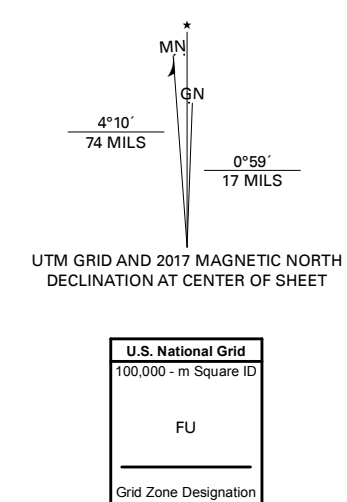 ★
MN
GN
4°10´
74 MILS
0°59´
17 MILS
UTM GRID AND 2017 MAGNETIC NORTH
DECLINATION AT CENTER OF SHEET
U.S. National Grid
100,000 - m Square ID
FU
Grid Zone Designation